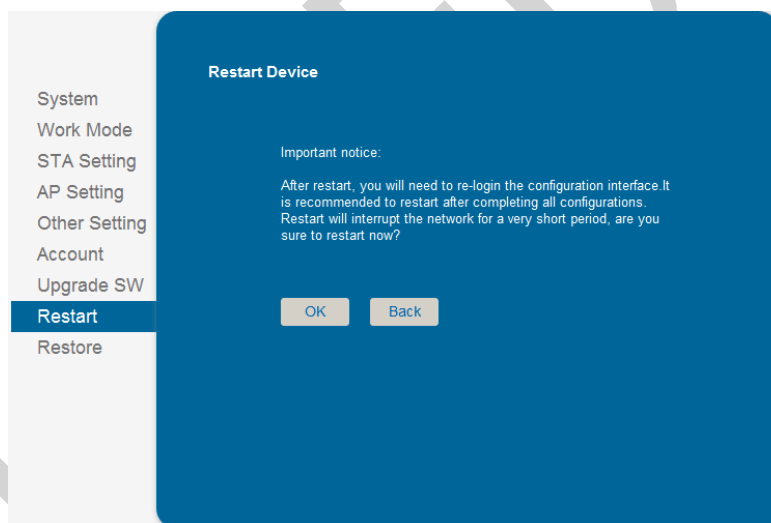 Restart Device
System
Work Mode
STA Setting
AP Setting
Other Setting
Account
Upgrade SW
Restart
Restore
Important notice:
After restart, you will need to re-login the configuration interface.It
is recommended to restart after completing all configurations.
Restart will interrupt the network for a very short period, are you
sure to restart now?
OK Back